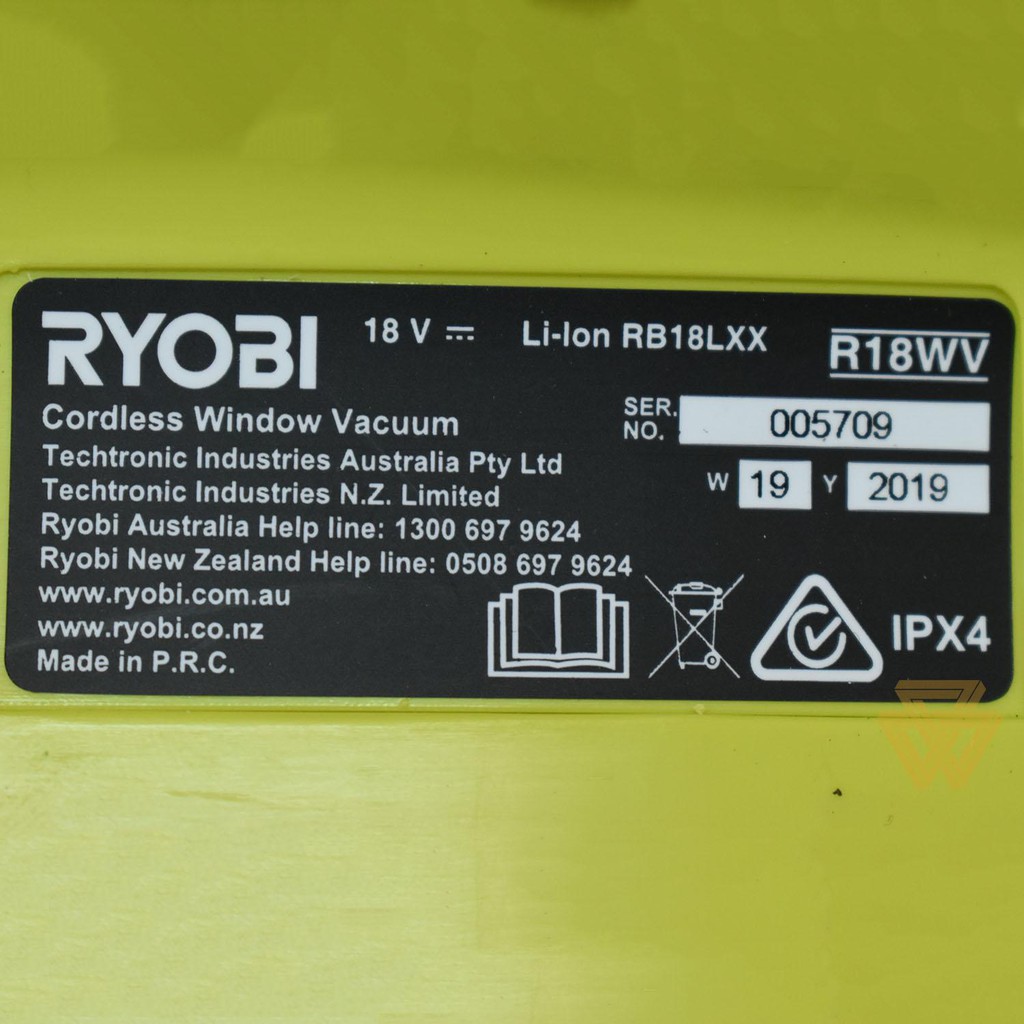 RYOBI 18 V Li-Ion RB18LXX R18WV
Cordless Window Vacuum
SER. NO. 005709
Techtronic Industries Australia Pty Ltd
Techtronic Industries N.Z. Limited
W 19 Y 2019
Ryobi Australia Help line: 1300 697 9624
Ryobi New Zealand Help line: 0508 697 9624
www.ryobi.com.au
www.ryobi.co.nz
Made in P.R.C.
IPX4